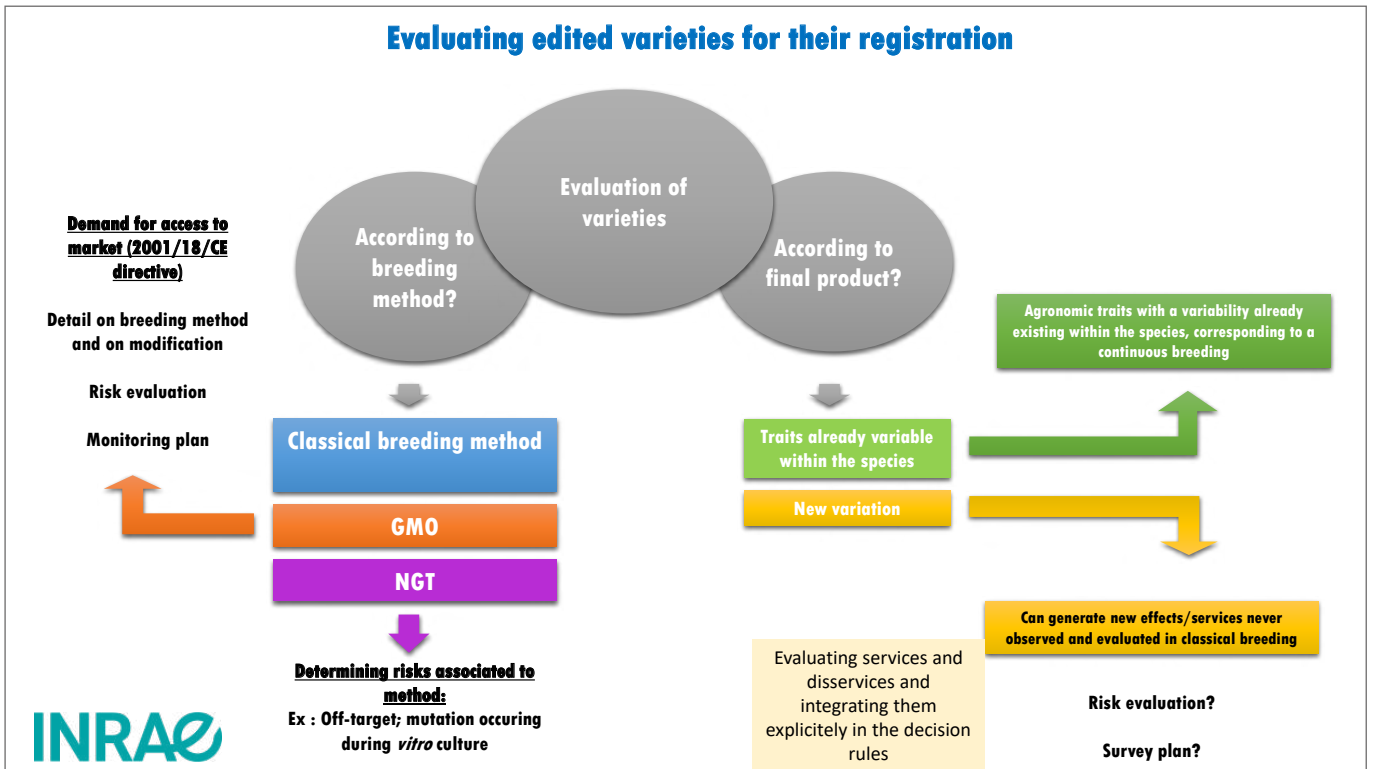 Evaluating edited varieties for their registration
Evaluation of
varieties
According to
breeding
method?
According to
final product?
Demand for access to
market (2001/18/CE
directive)
Detail on breeding method
and on modification
Risk evaluation
Monitoring plan
Classical breeding method
GMO
NGT
Determining risks associated to
method:
Ex : Off-target; mutation occuring
during vitro culture
Traits already variable
within the species
New variation
Agronomic traits with a variability already
existing within the species, corresponding to a
continuous breeding
Can generate new effects/services never
observed and evaluated in classical breeding
Risk evaluation?
Survey plan?
Evaluating services and
disservices and
integrating them
explicitely in the decision
rules
INRAE